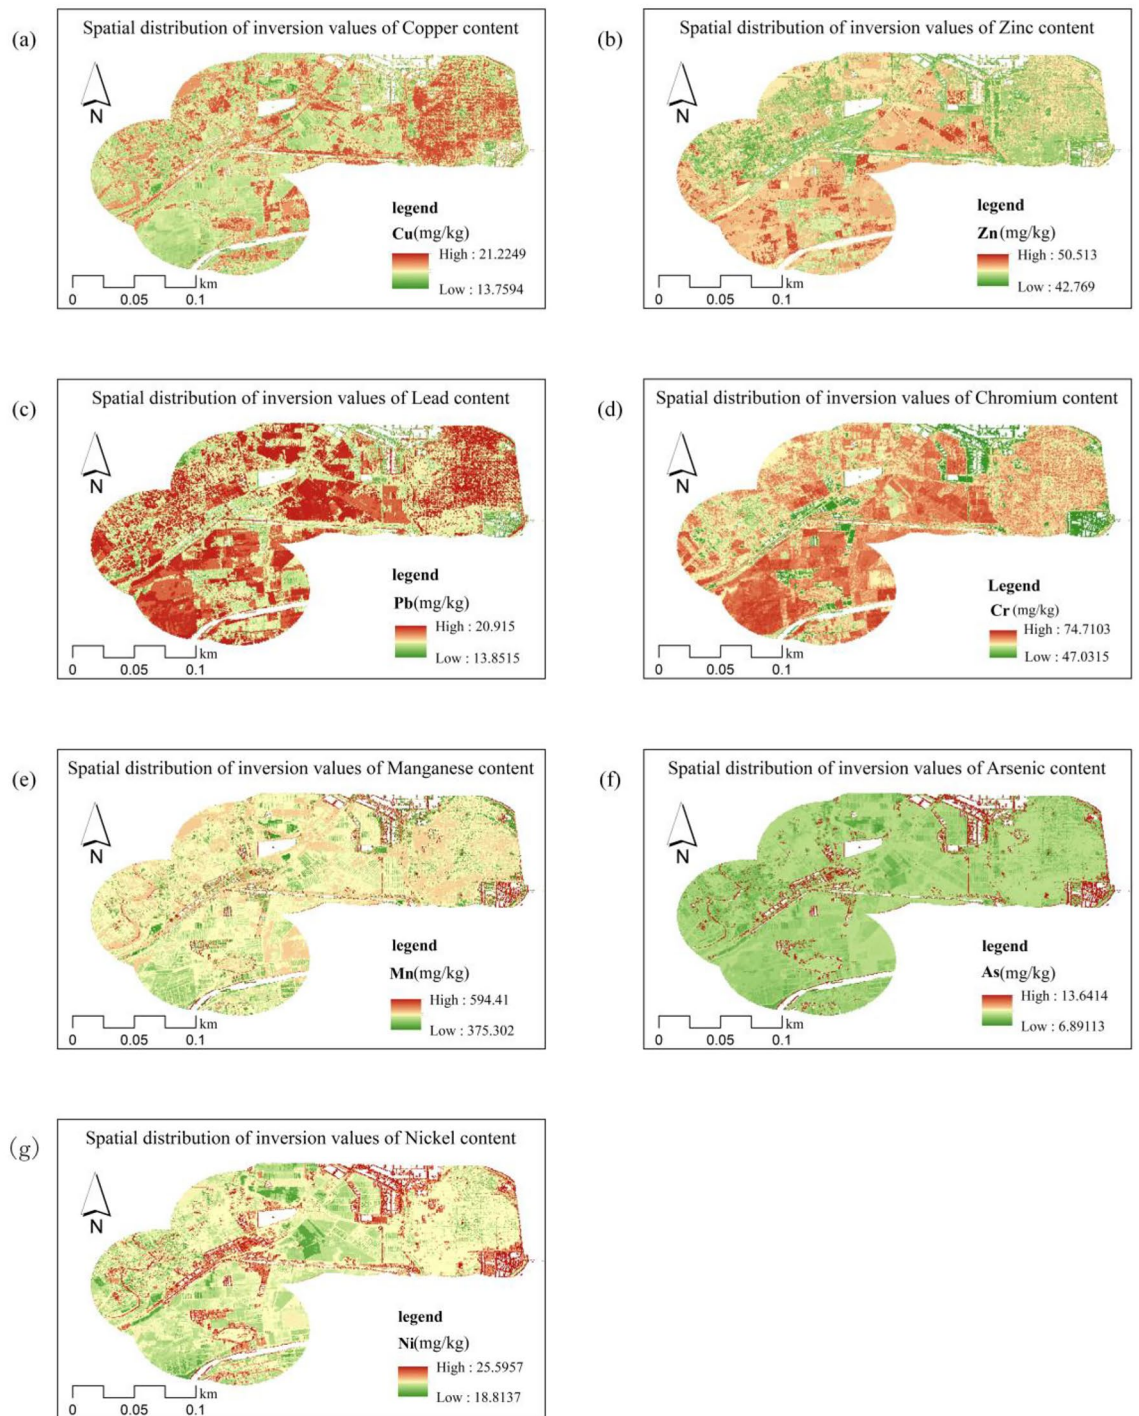 (a)
Spatial distribution of inversion values of Copper content
N
legend
Cu(mg/kg)
High : 21.2249
Low : 13.7594
km
0 0.05 0.1
(b)
Spatial distribution of inversion values of Zinc content
N
legend
Zn(mg/kg)
High : 50.513
Low : 42.769
km
0 0.05 0.1
(c)
Spatial distribution of inversion values of Lead content
N
legend
Pb(mg/kg)
High : 20.915
Low : 13.8515
km
0 0.05 0.1
(d)
Spatial distribution of inversion values of Chromium content
N
Legend
Cr (mg/kg)
High : 74.7103
Low : 47.0315
km
0 0.05 0.1
(e)
Spatial distribution of inversion values of Manganese content
N
legend
Mn(mg/kg)
High : 594.41
Low : 375.302
km
0 0.05 0.1
(f)
Spatial distribution of inversion values of Arsenic content
N
legend
As(mg/kg)
High : 13.6414
Low : 6.89113
km
0 0.05 0.1
(g)
Spatial distribution of inversion values of Nickel content
N
legend
Ni(mg/kg)
High : 25.5957
Low : 18.8137
km
0 0.05 0.1